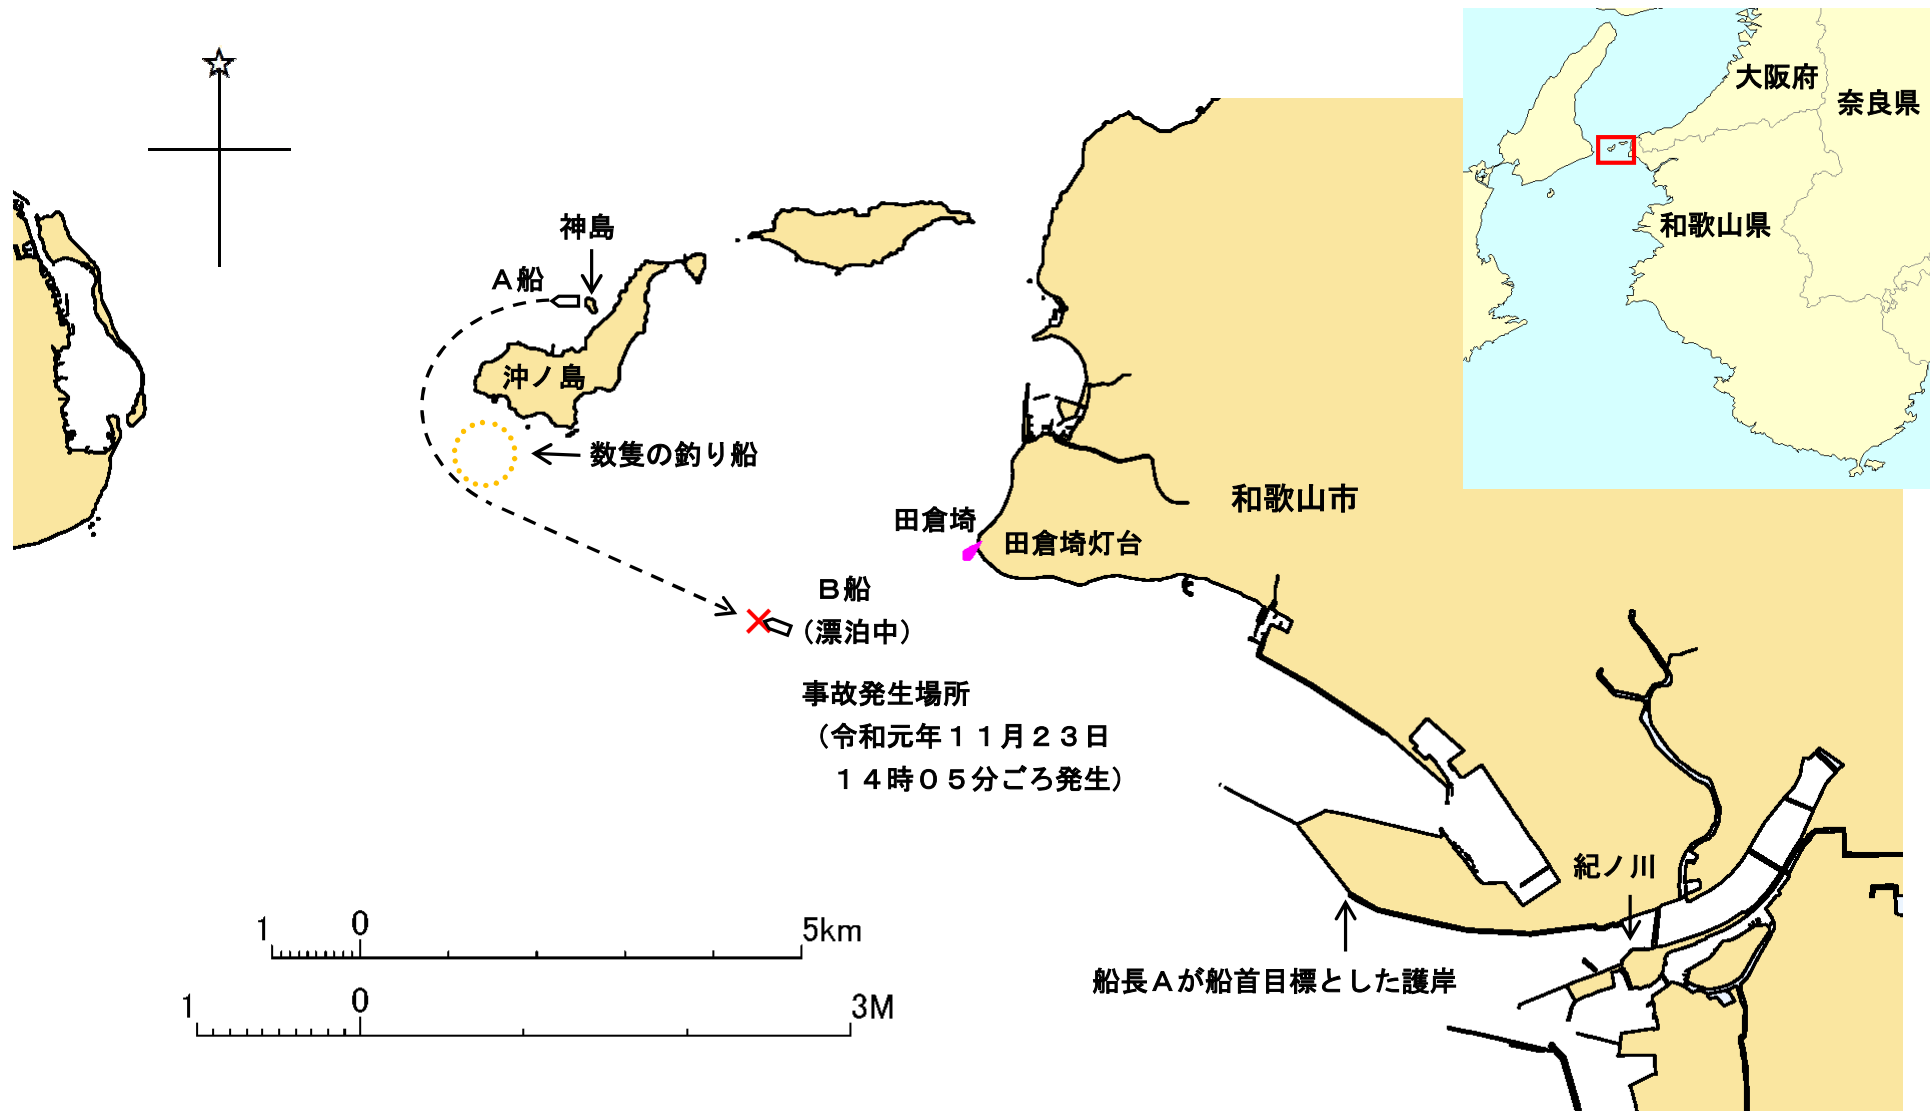 大阪府
奈良県
和歌山県
神島
Ａ船
沖ノ島
数隻の釣り船
和歌山市
田倉埼
田倉埼灯台
Ｂ船
（漂泊中）
事故発生場所
（令和元年１１月２３日
１４時０５分ごろ発生）
紀ノ川
船長Ａが船首目標とした護岸
1 0 5km
1 0 3M